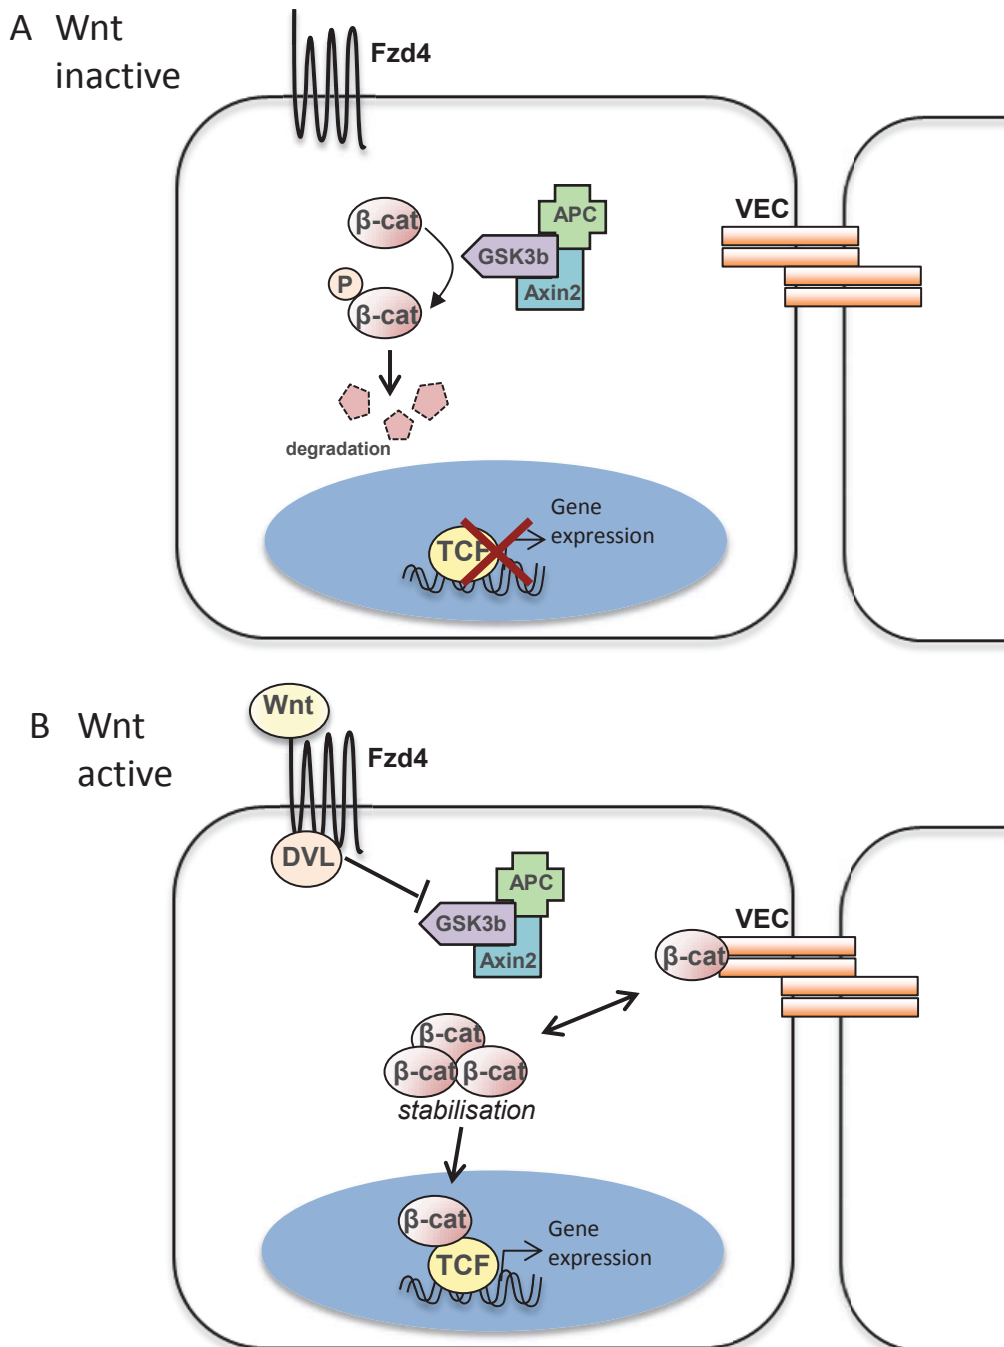 A Wnt
inactive
Fzd4
β-cat
APC
GSK3b
Axin2
VEC
P
β-cat
degradation
Gene
expression
TCF
B Wnt
active
Wnt
Fzd4
DVL
APC
GSK3b
Axin2
VEC
β-cat
β-cat
β-cat β-cat
stabilisation
β-cat
Gene
expression
TCF